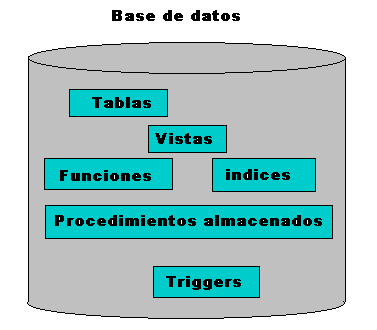 Base de datos
Tablas
Vistas
Funciones
indices
Procedimientos almacenados
Triggers